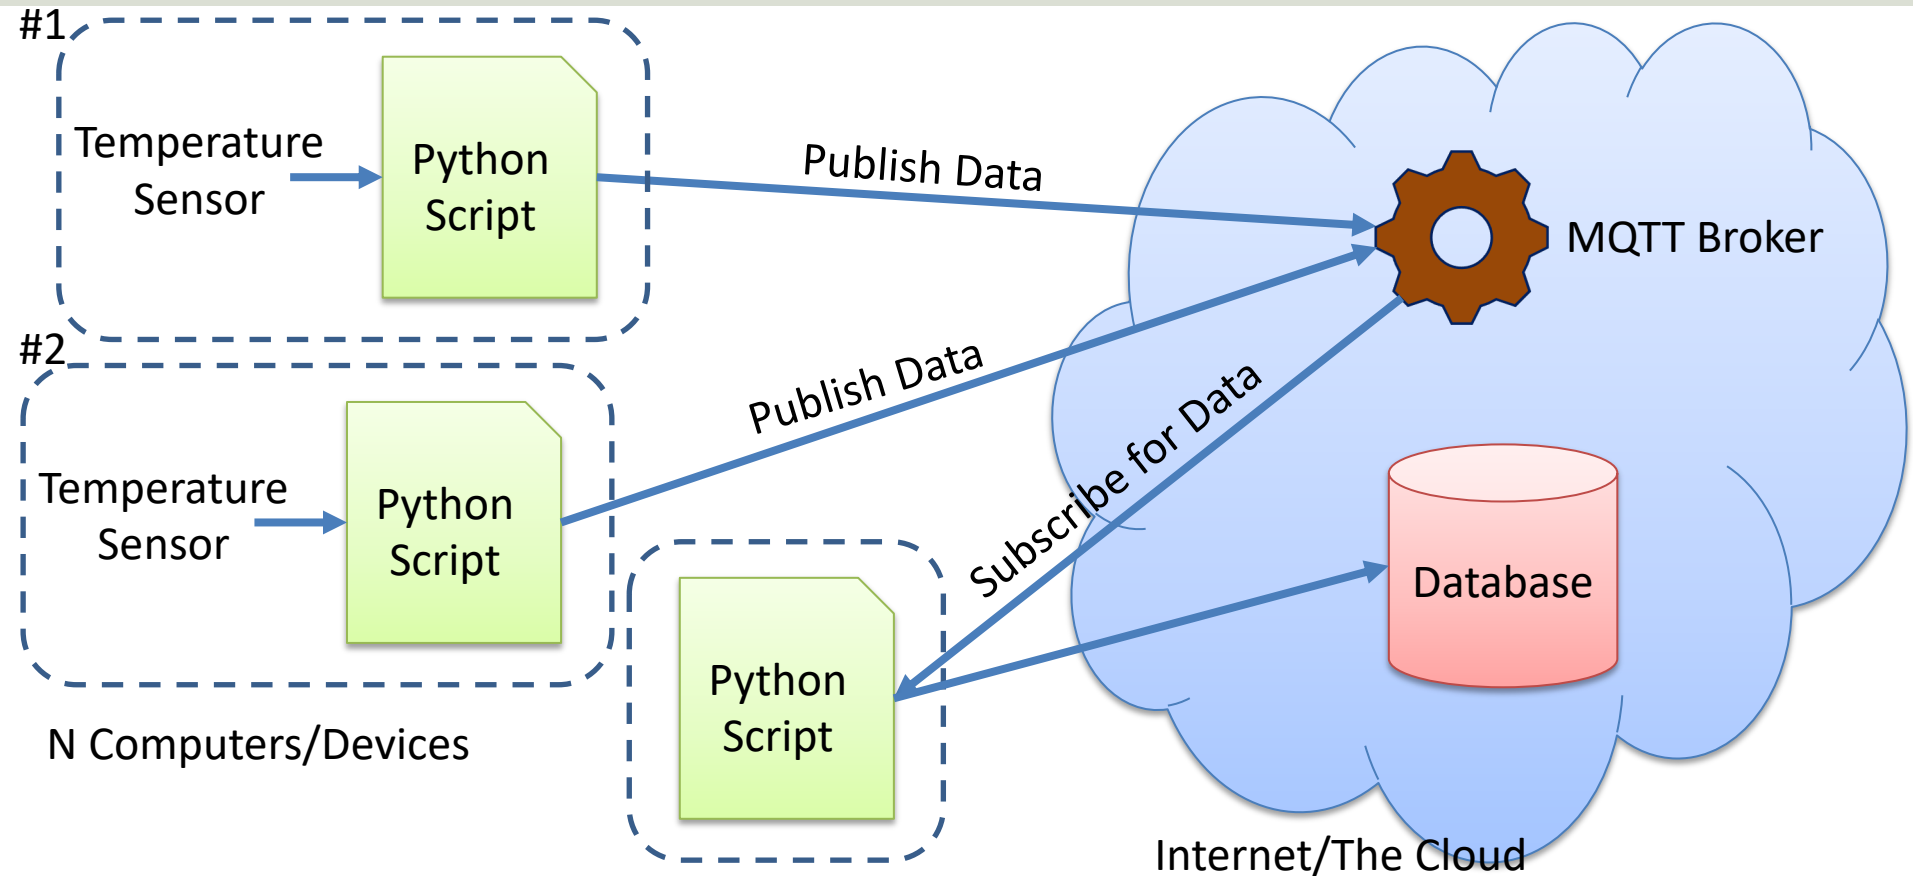 #1
Temperature
Sensor
Python
Script
Publish Data
MQTT Broker
#2
Temperature
Sensor
Python
Script
Publish Data
Subscribe for Data
Database
Python
Script
N Computers/Devices
Internet/The Cloud